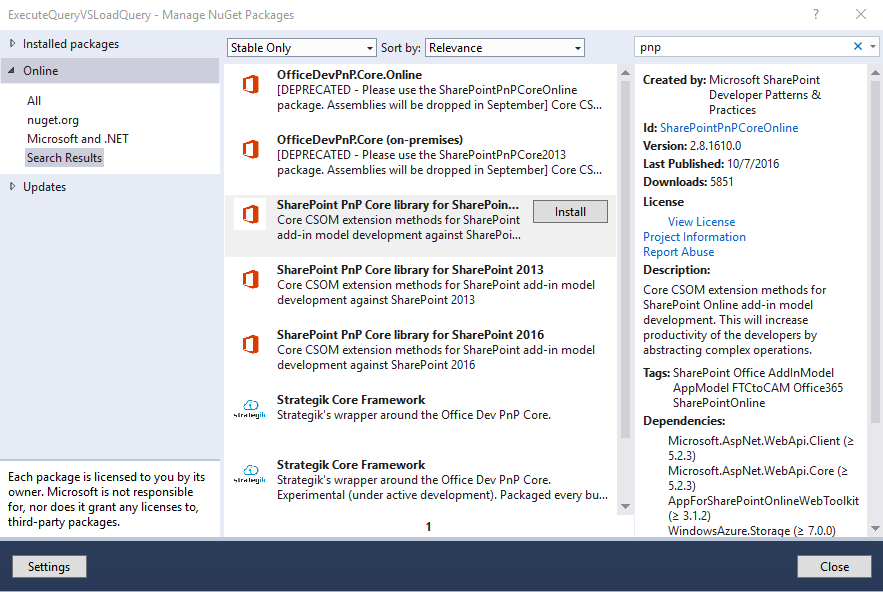 ExecuteQueryVSLoadQuery - Manage NuGet Packages
Installed packages
Online
All
nuget.org
Microsoft and .NET
Search Results
Updates
Each package is licensed to you by its
owner. Microsoft is not responsible
for, nor does it grant any licenses to,
third-party packages.
Stable Only
Sort by: Relevance
OfficeDevPnP.Core.Online
[DEPRECATED - Please use the SharePointPnPCoreOnline
package. Assemblies will be dropped in September] Core CS...
OfficeDevPnP.Core (on-premises)
[DEPRECATED - Please use the SharePointPnPCore2013
package. Assemblies will be dropped in September] Core CS...
SharePoint PnP Core library for SharePoin...
Install
Core CSOM extension methods for SharePoint
add-in model development against SharePoi...
SharePoint PnP Core library for SharePoint 2013
Core CSOM extension methods for SharePoint add-in model
development against SharePoint 2013
SharePoint PnP Core library for SharePoint 2016
Core CSOM extension methods for SharePoint add-in model
development against SharePoint 2016
strategik
Strategik Core Framework
Strategik's wrapper around the Office Dev PnP Core.
strategik
Strategik Core Framework
Strategik's wrapper around the Office Dev PnP Core.
Experimental (under active development). Packaged every bu...
1
pnp
Created by: Microsoft SharePoint
Developer Patterns &
Practices
Id: SharePointPnPCoreOnline
Version: 2.8.1610.0
Last Published: 10/7/2016
Downloads: 5851
License
View License
Project Information
Report Abuse
Description:
Core CSOM extension methods for
SharePoint Online add-in model
development. This will increase
productivity of the developers by
abstracting complex operations.
Tags: SharePoint Office AddInModel
AppModel FTCtoCAM Office365
SharePointOnline
Dependencies:
Microsoft.AspNet.WebApi.Client (≥
5.2.3)
Microsoft.AspNet.WebApi.Core (≥
5.2.3)
AppForSharePointOnlineWebToolkit
(≥ 3.1.2)
WindowsAzure.Storage (≥ 7.0.0)
Settings
Close